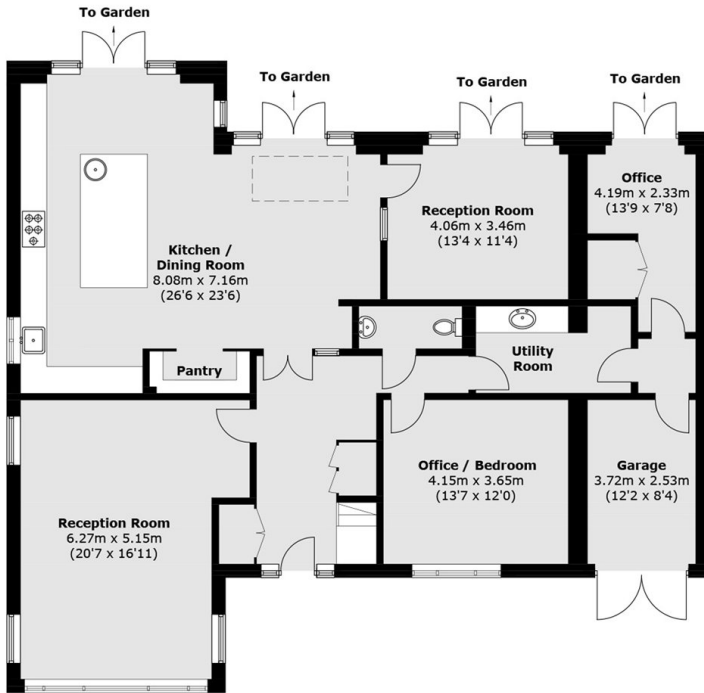 To Garden
To Garden
To Garden
To Garden
Office
4.19m x 2.33m
(13'9 x 7'8)
Reception Room
4.06m x 3.46m
(13'4 x 11'4)
Kitchen /
Dining Room
8.08m x 7.16m
(26'6 x 23'6)
Utility
Room
Pantry
Office / Bedroom
4.15m x 3.65m
(13'7 x 12'0)
Garage
3.72m x 2.53m
(12'2 x 8'4)
Reception Room
6.27m x 5.15m
(20'7 x 16'11)